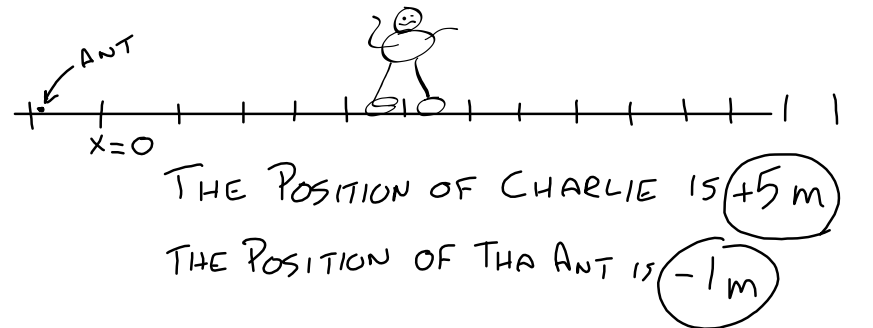 ANT
x=0
THE POSITION OF CHARLIE IS +5 m
THE POSITION OF THA ANT IS -1 m